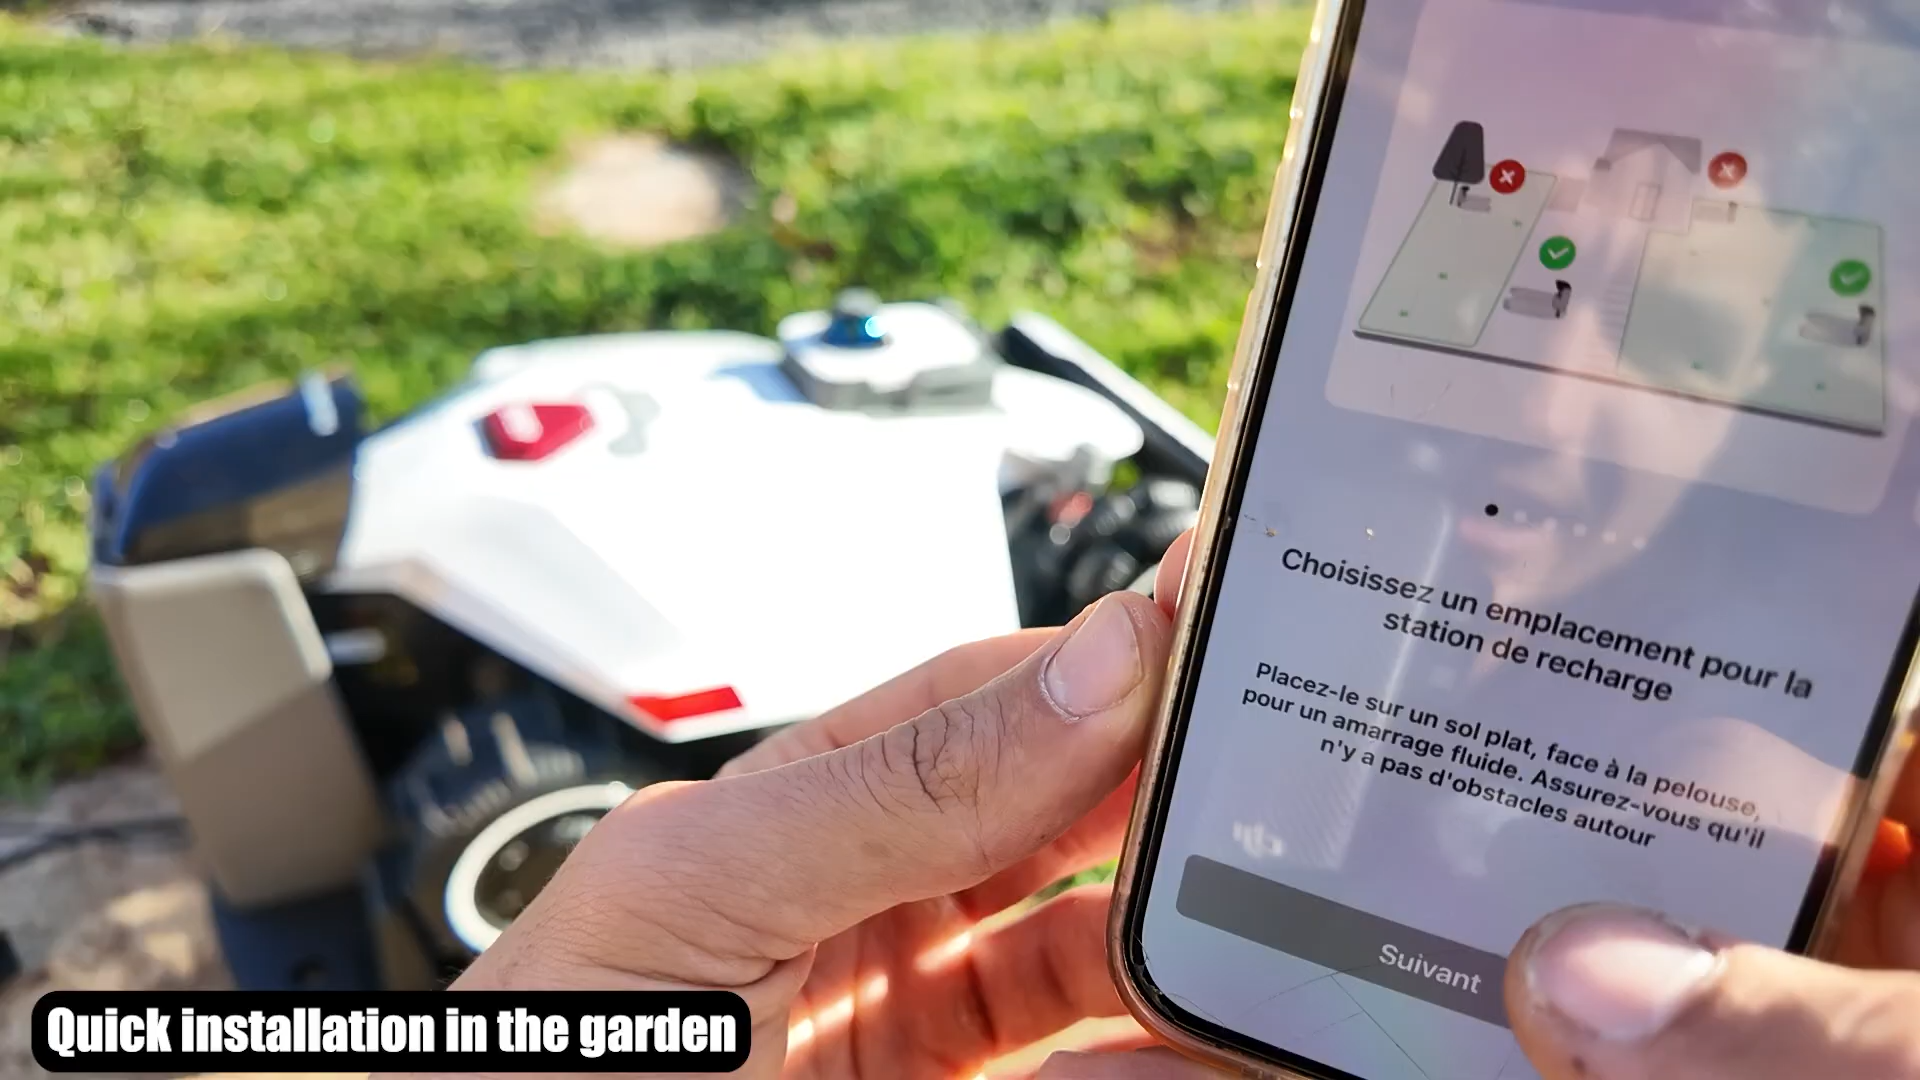 Choisissez un emplacement pour la
station de recharge
Placez-le sur un sol plat, face à la pelouse,
pour un amarrage fluide. Assurez-vous qu'il
n'y a pas d'obstacles autour
Suivant
Quick installation in the garden